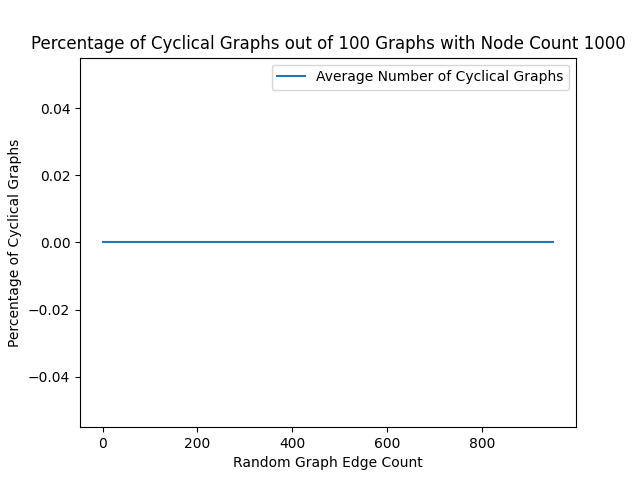 Percentage of Cyclical Graphs out of 100 Graphs with Node Count 1000
Average Number of Cyclical Graphs
Percentage of Cyclical Graphs
0.04
0.02
0.00
−0.02
−0.04
0 200 400 600 800
Random Graph Edge Count